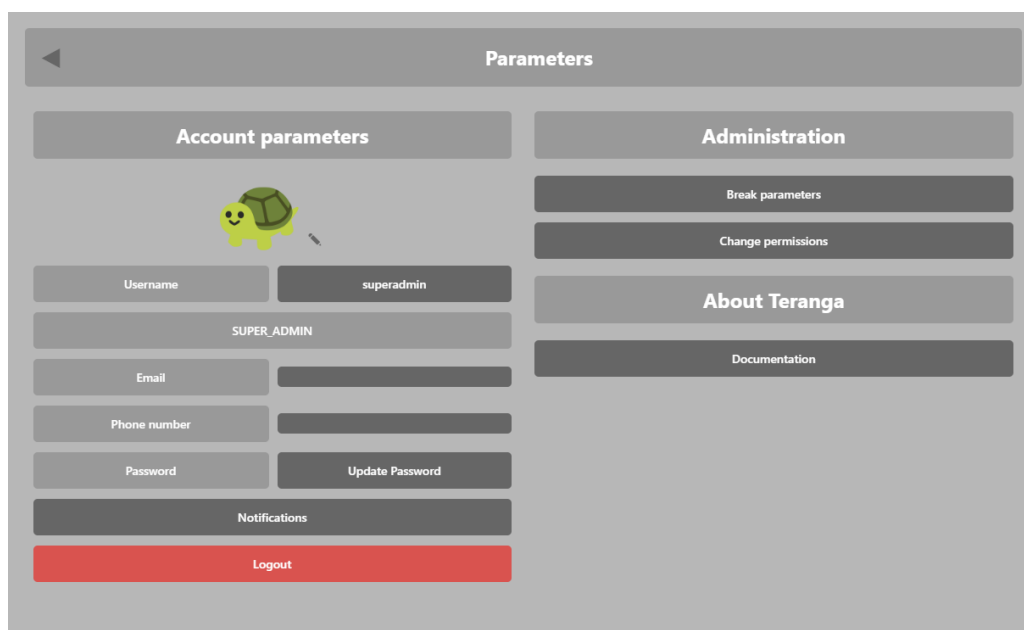 Parameters
Account parameters
Username
superadmin
SUPER_ADMIN
Email
Phone number
Password
Update Password
Notifications
Logout
Administration
Break parameters
Change permissions
About Teranga
Documentation